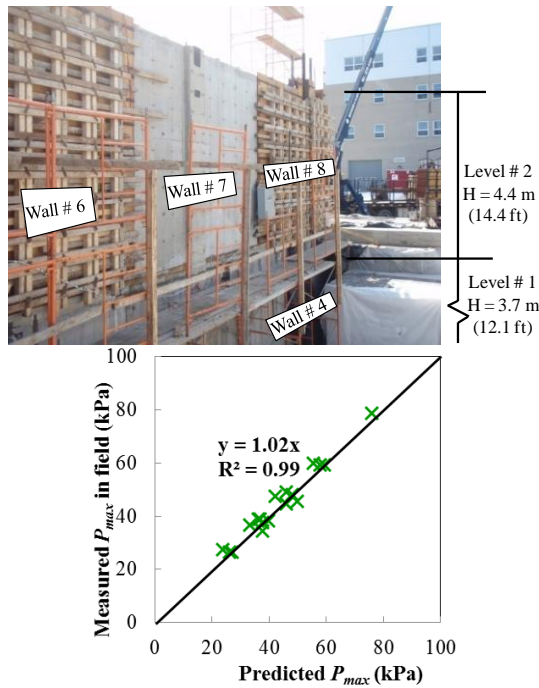 Wall # 6
Wall # 7
Wall # 8
Wall # 4
Level # 2
H = 4.4 m
(14.4 ft)
Level # 1
H = 3.7 m
(12.1 ft)
100
80
60
40
20
0
Measured Pmax in field (kPa)
y = 1.02x
R² = 0.99
0 20 40 60 80 100
Predicted Pmax (kPa)